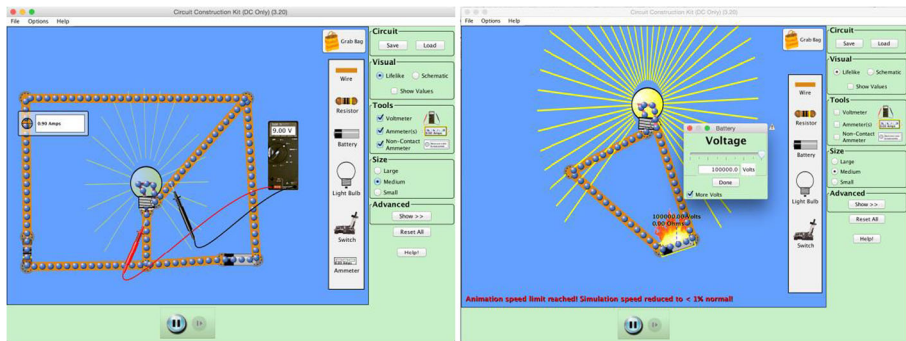 Circuit Construction Kit (DC Only) (3.20)
File Options Help
Grab Bag
Wire
Resistor
Battery
Light Bulb
Switch
Ammeter
0.90 Amps
9.00 V
Circuit
Save Load
Visual
Lifelike Schematic
Show Values
Tools
Voltmeter
Ammeter(s)
Non-Contact
Ammeter
Size
Large
Medium
Small
Advanced
Show >>
Reset All
Help!
Circuit Construction Kit (DC Only) (3.20)
File Options Help
Grab Bag
Wire
Resistor
Battery
Light Bulb
Switch
Battery
Voltage
100000.0 Volts
Done
More Volts
100000.00 Volts
0.00 Ohms
Animation speed limit reached! Simulation speed reduced to < 1% normal!
Circuit
Save Load
Visual
Lifelike Schematic
Show Values
Tools
Voltmeter
Ammeter(s)
Non-Contact
Ammeter
Size
Large
Medium
Small
Advanced
Show >>
Reset All
Help!